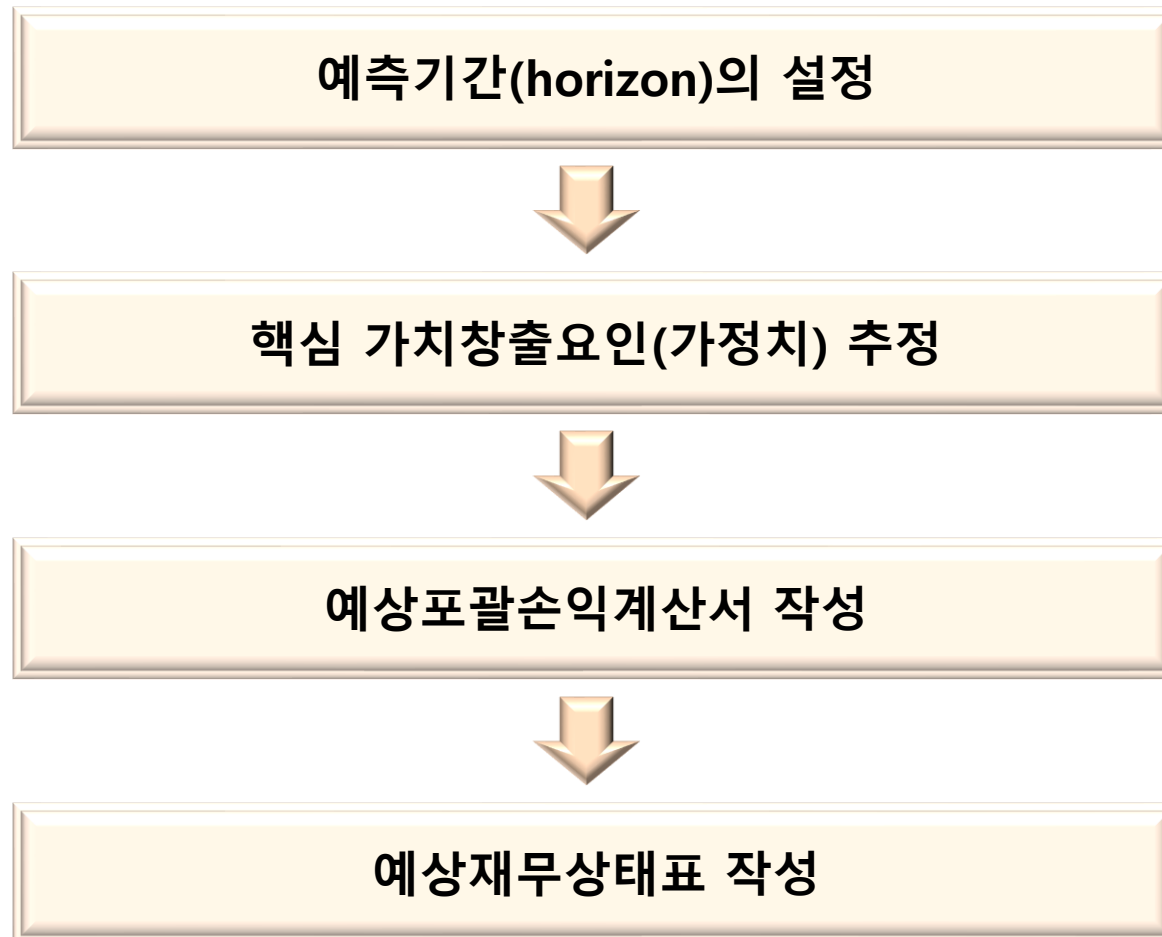 예측기간(horizon)의 설정
핵심 가치창출요인(가정치) 추정
예상포괄손익계산서 작성
예상재무상태표 작성